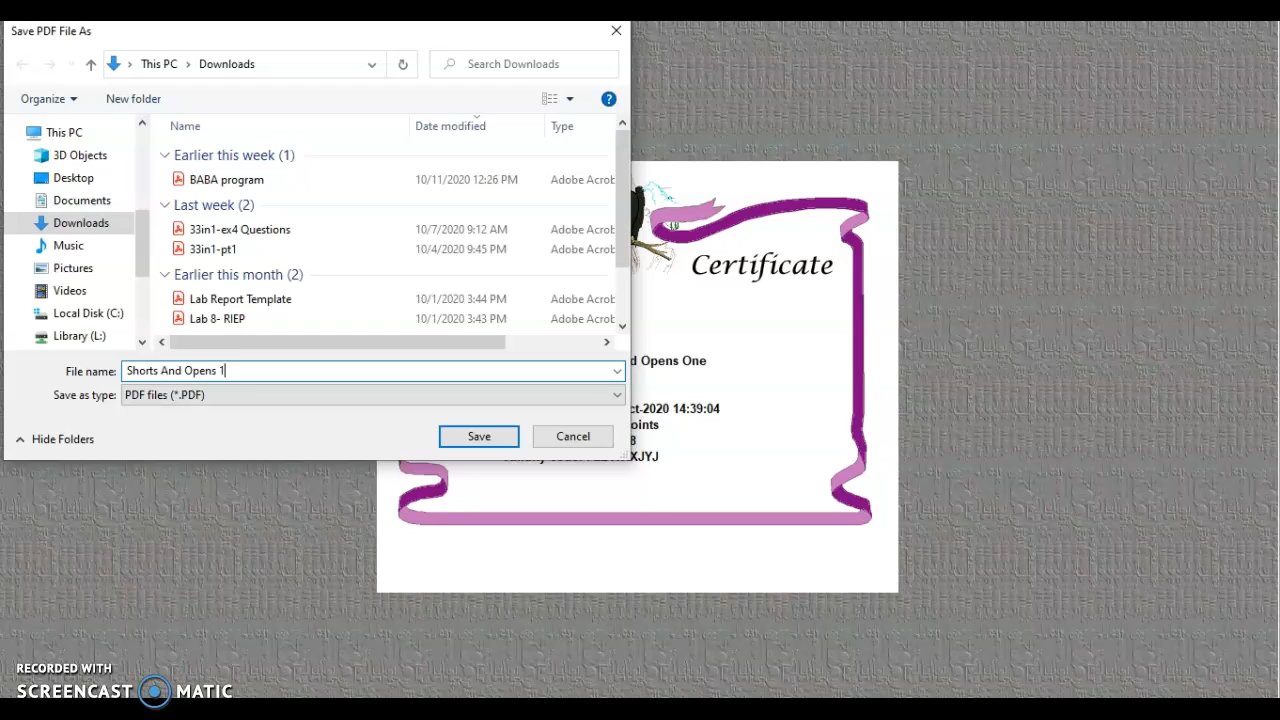 Save PDF File As
This PC
Downloads
Search Downloads
Organize
New folder
Name
Date modified
Type
This PC
3D Objects
Desktop
Documents
Downloads
Music
Pictures
Videos
Local Disk (C:)
Library (L:)
Earlier this week (1)
BABA program 10/11/2020 12:26 PM Adobe Acrob
Last week (2)
33in1-ex4 Questions 10/7/2020 9:12 AM Adobe Acrob
33in1-pt1 10/4/2020 9:45 PM Adobe Acrob
Earlier this month (2)
Lab Report Template 10/1/2020 3:44 PM Adobe Acrob
Lab 8- RIEP 10/1/2020 3:43 PM Adobe Acrob
File name: Shorts And Opens 1
Save as type: PDF files (*.PDF)
Hide Folders
Save
Cancel
Certificate
d Opens One
ct-2020 14:39:04
oints
8
XJYJ
RECORDED WITH
SCREENCAST MATIC